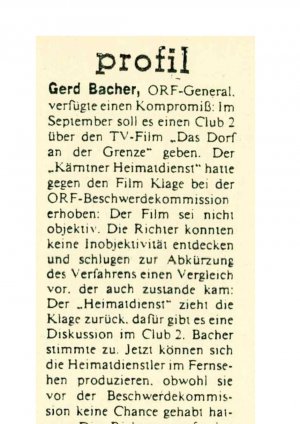 profil
Gerd Bacher, ORF-General,
verfügte einen Kompromiß: Im
September soll es einen Club 2
über den TV-Film „Das Dorf
an der Grenze“ geben. Der
„Kärntner Heimatdienst“ hatte
gegen den Film Klage bei der
ORF-Beschwerdekommission
erhoben: Der Film sei nicht
objektiv. Die Richter konnten
keine Inobjektivität entdecken
und schlugen zur Abkürzung
des Verfahrens einen Vergleich
vor, der auch zustande kam:
Der „Heimatdienst“ zieht die
Klage zurück, dafür gibt es eine
Diskussion im Club 2. Bacher
stimmte zu. Jetzt können sich
die Heimatdienstler im Fernse-
hen produzieren, obwohl sie
vor der Beschwerdekommis-
sion keine Chance gehabt hat-